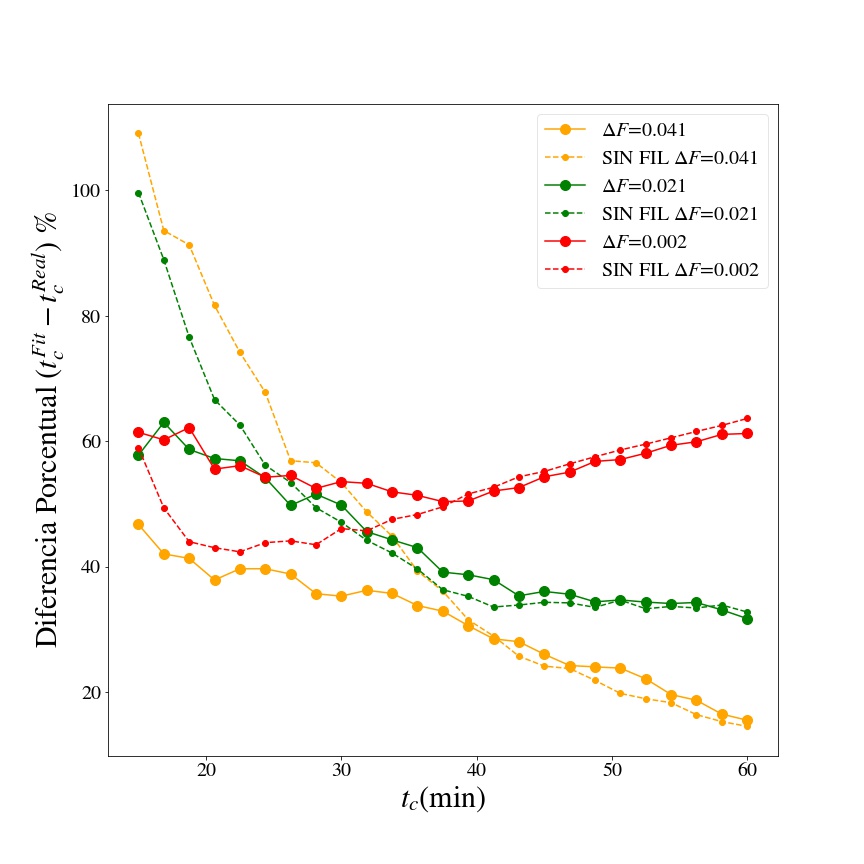 ΔF=0.041
SIN FIL ΔF=0.041
ΔF=0.021
SIN FIL ΔF=0.021
ΔF=0.002
SIN FIL ΔF=0.002
Diferencia Porcentual (t_c^{Fit} − t_c^{Real}) %
100
80
60
40
20
20 30 40 50 60
t_c(min)